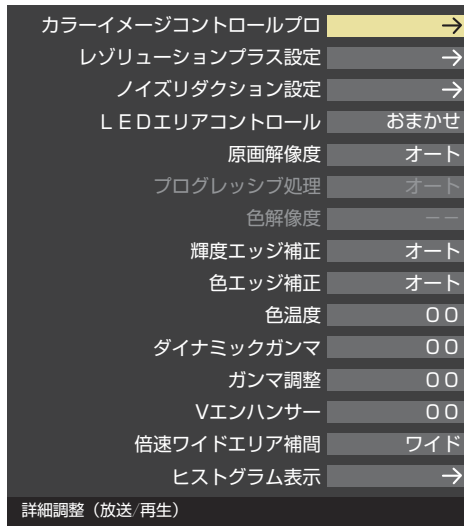 カラーイメージコントロールプロ →
レゾリューションプラス設定 →
ノイズリダクション設定 →
ＬＥＤエリアコントロール おまかせ
原画解像度 オート
プログレッシブ処理 オート
色解像度 −−
輝度エッジ補正 オート
色エッジ補正 オート
色温度 ００
ダイナミックガンマ ００
ガンマ調整 ００
Vエンハンサー ００
倍速ワイドエリア補間 ワイド
ヒストグラム表示 →
詳細調整（放送/再生）